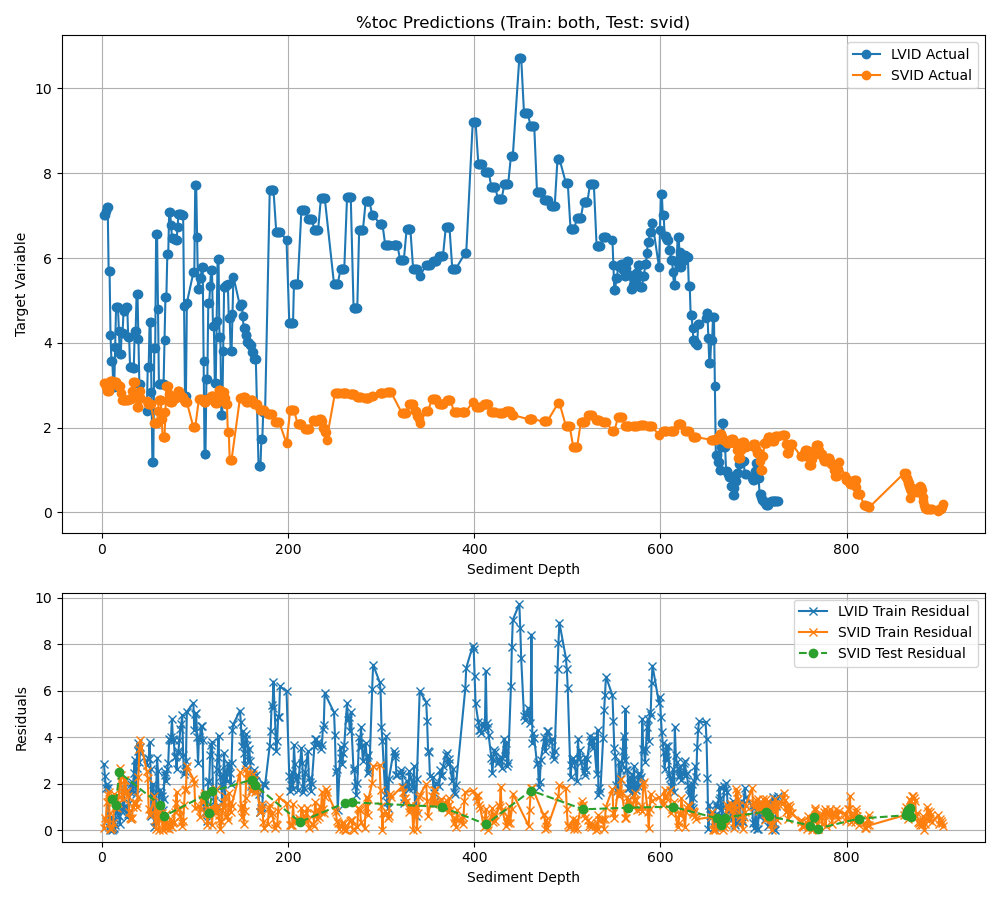 %toc Predictions (Train: both, Test: svid)
LVID Actual
SVID Actual
Target Variable
10
8
6
4
2
0
0 200 400 600 800
Sediment Depth
LVID Train Residual
SVID Train Residual
SVID Test Residual
Residuals
10
8
6
4
2
0
0 200 400 600 800
Sediment Depth